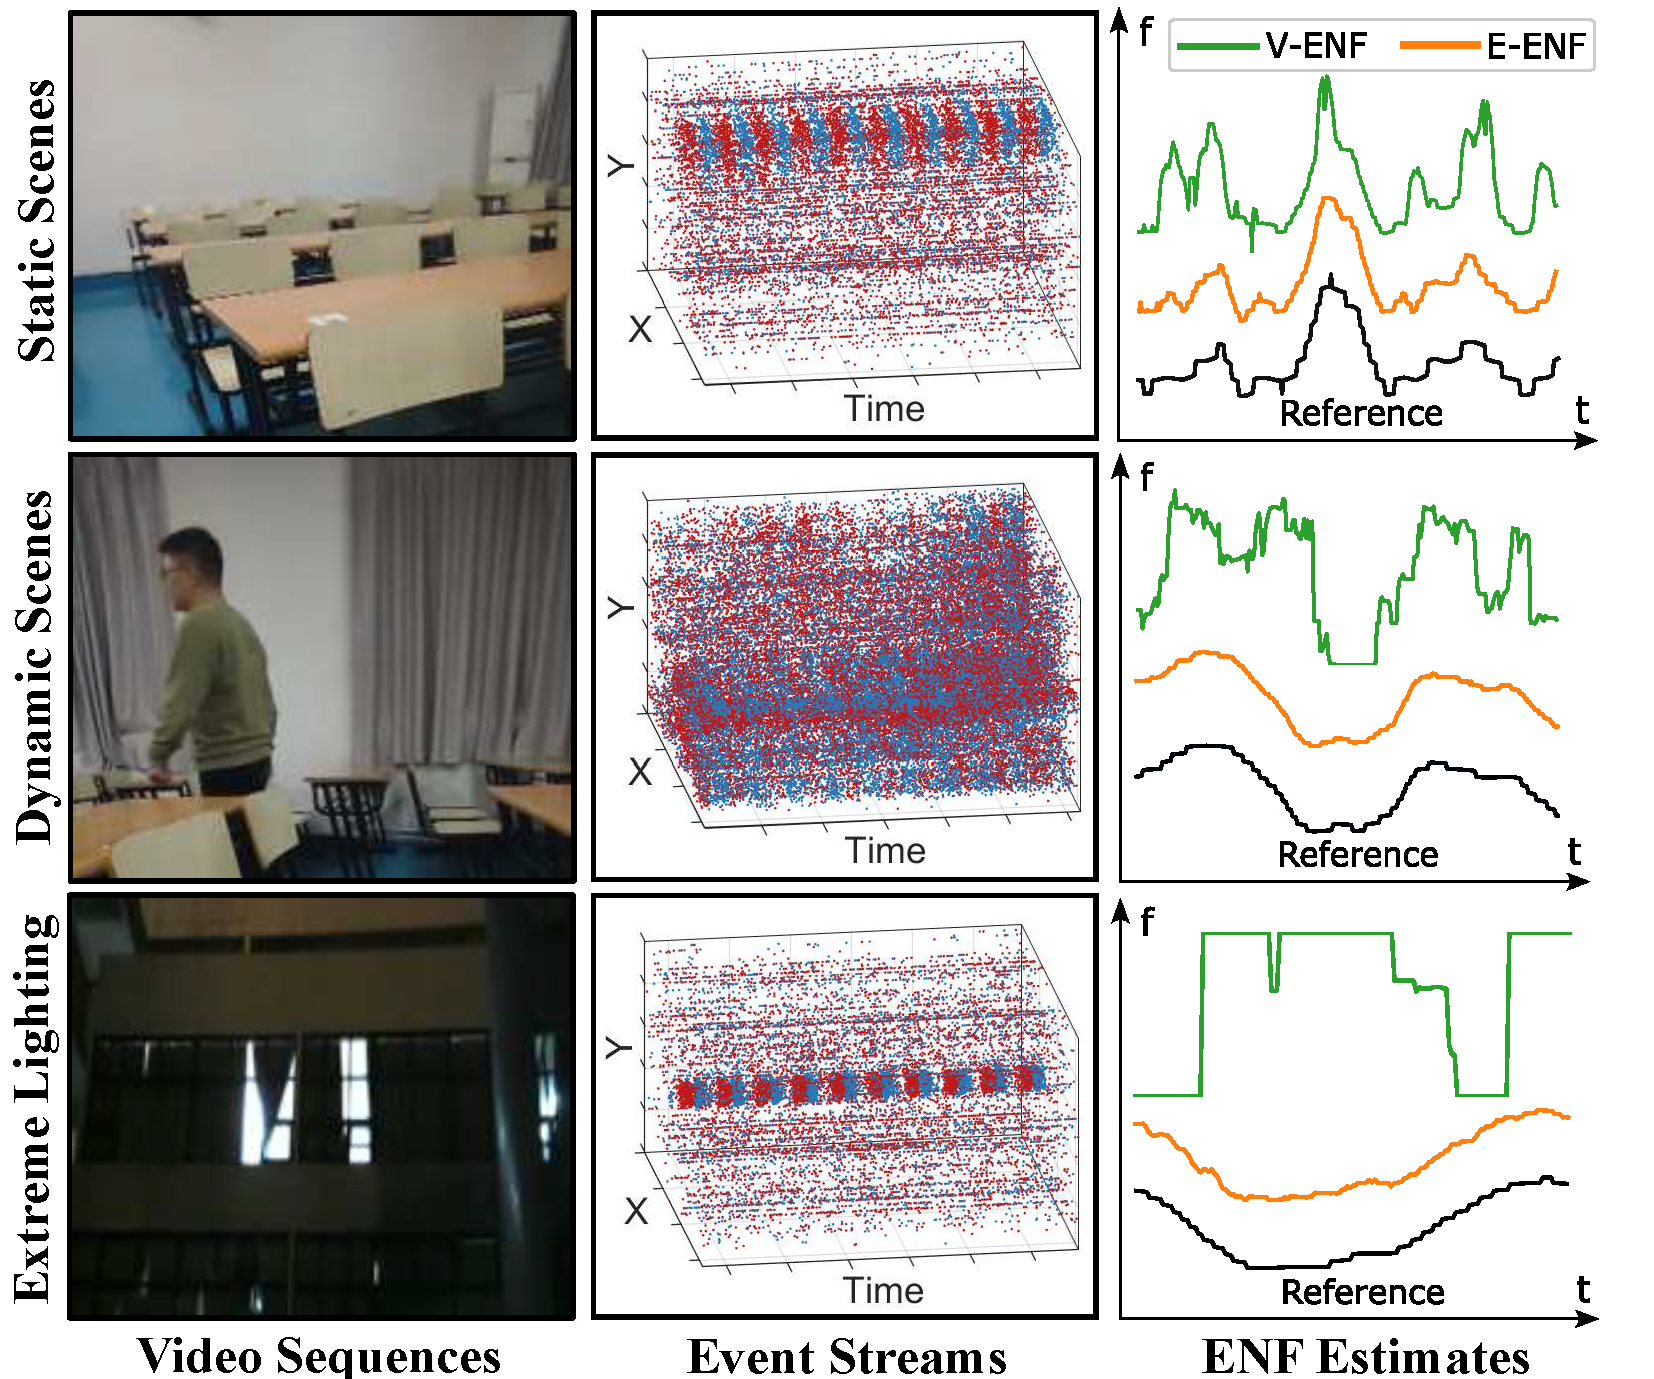 Static Scenes
Y
X
Time
f
V-ENF
E-ENF
Reference
t
Dynamic Scenes
Y
X
Time
f
Reference
t
Extreme Lighting
Y
X
Time
f
Reference
t
Video Sequences
Event Streams
ENF Estimates